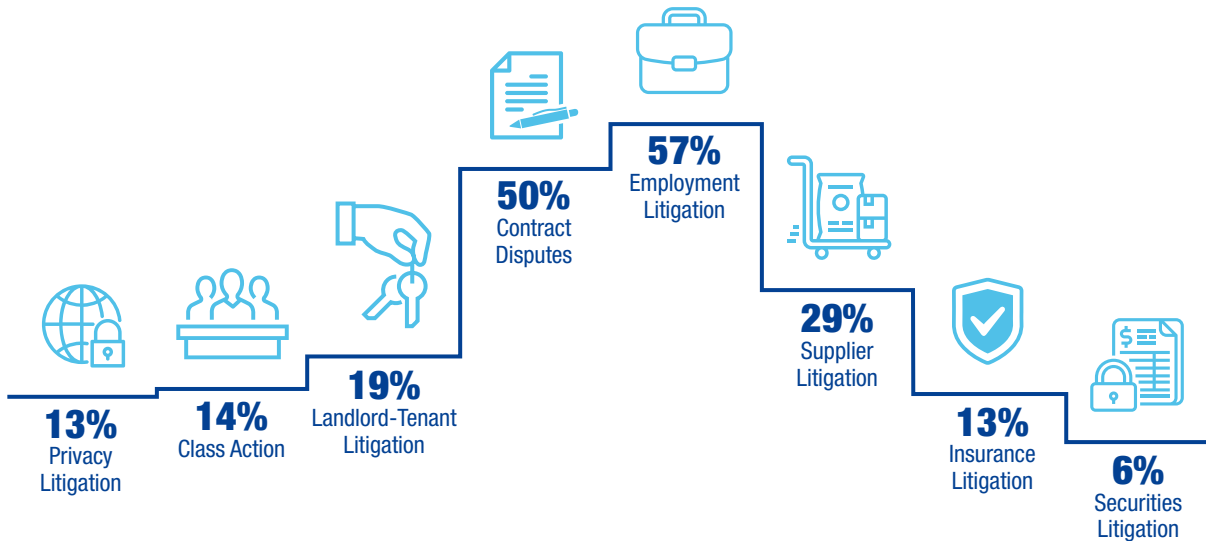 13%
Privacy
Litigation
14%
Class Action
19%
Landlord-Tenant
Litigation
50%
Contract
Disputes
57%
Employment
Litigation
29%
Supplier
Litigation
13%
Insurance
Litigation
$
6%
Securities
Litigation